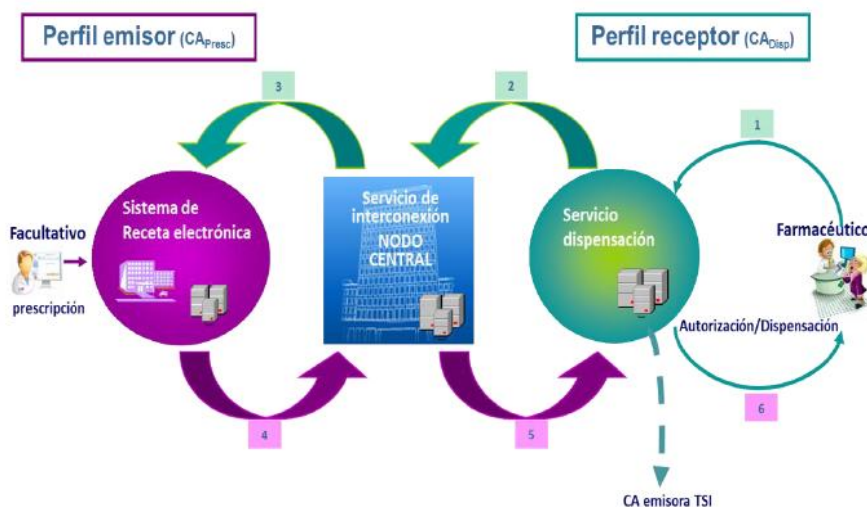 Perfil emisor (CAPresc)
Perfil receptor (CADisp)
3
2
1
Sistema de
Receta electrónica
Servicio de
interconexión
NODO
CENTRAL
Servicio
dispensación
Facultativo
prescripción
Farmacéutico
Autorización/Dispensación
4
5
6
CA emisora TSI